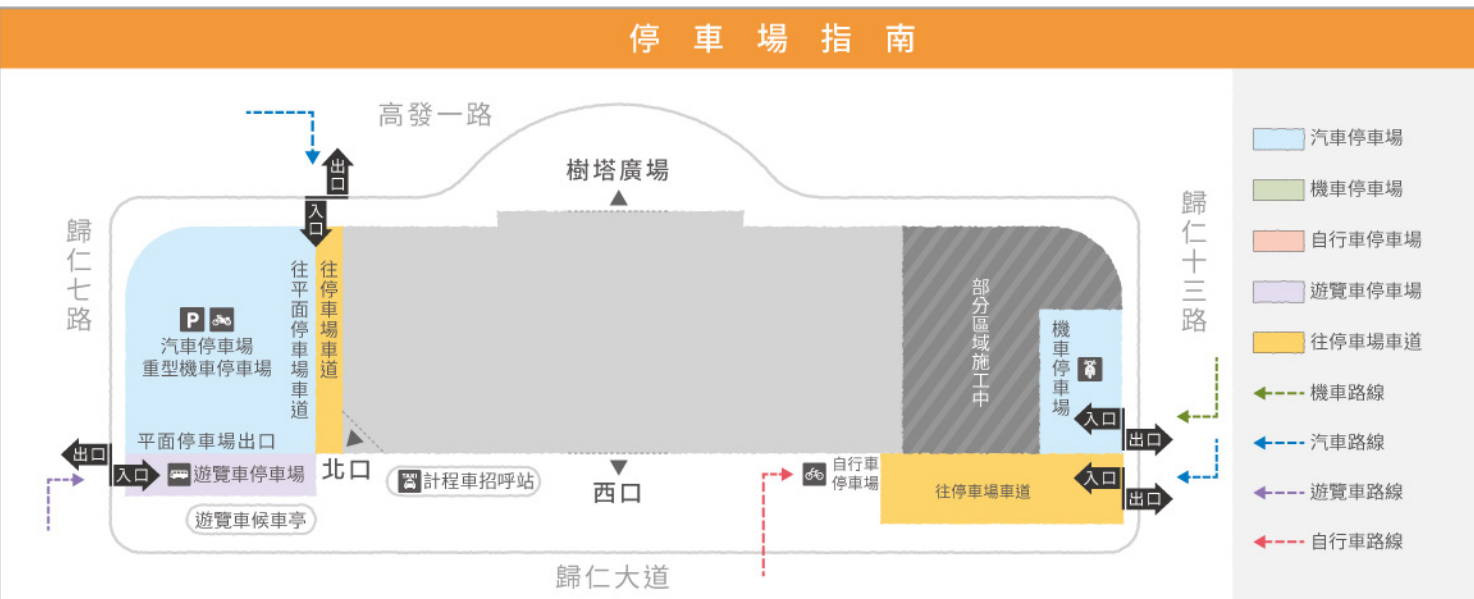 停車場指南
高發一路
出口
樹塔廣場
入口
歸仁七路
往平面停車場車道
往停車場車道
P
汽車停車場
重型機車停車場
平面停車場出口
出口
入口
遊覽車停車場
遊覽車候車亭
北口
TAXI
計程車招呼站
西口
自行車
停車場
部分區域施工中
機車停車場
入口
出口
往停車場車道
入口
出口
歸仁十三路
歸仁大道
汽車停車場
機車停車場
自行車停車場
遊覽車停車場
往停車場車道
機車路線
汽車路線
遊覽車路線
自行車路線